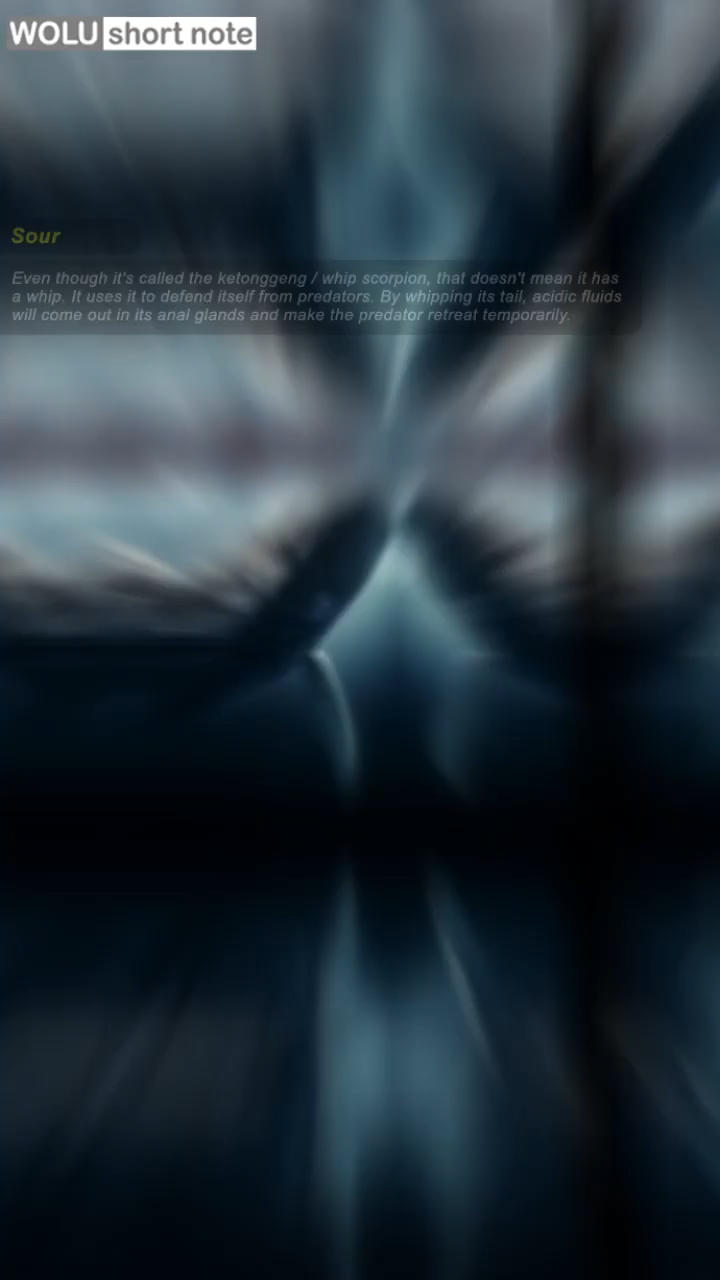 WOLU short note
Sour
Even though it's called the ketonggeng / whip scorpion, that doesn't mean it has
a whip. It uses it to defend itself from predators. By whipping its tail, acidic fluids
will come out in its anal glands and make the predator retreat temporarily.